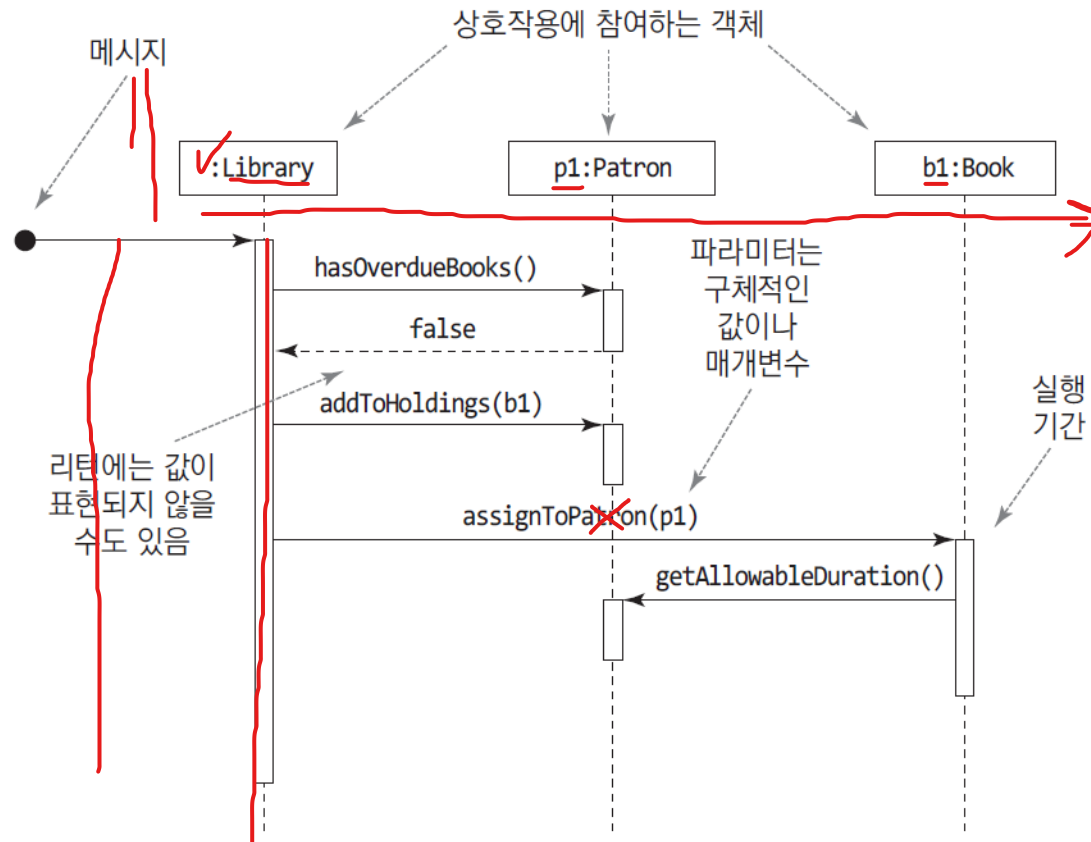 상호작용에 참여하는 객체
메시지
:Library
p1:Patron
b1:Book
hasOverdueBooks()
파라미터는
구체적인
값이나
매개변수
false
addToHoldings(b1)
실행
기간
리턴에는 값이
표현되지 않을
수도 있음
assignToPatron(p1)
getAllowableDuration()